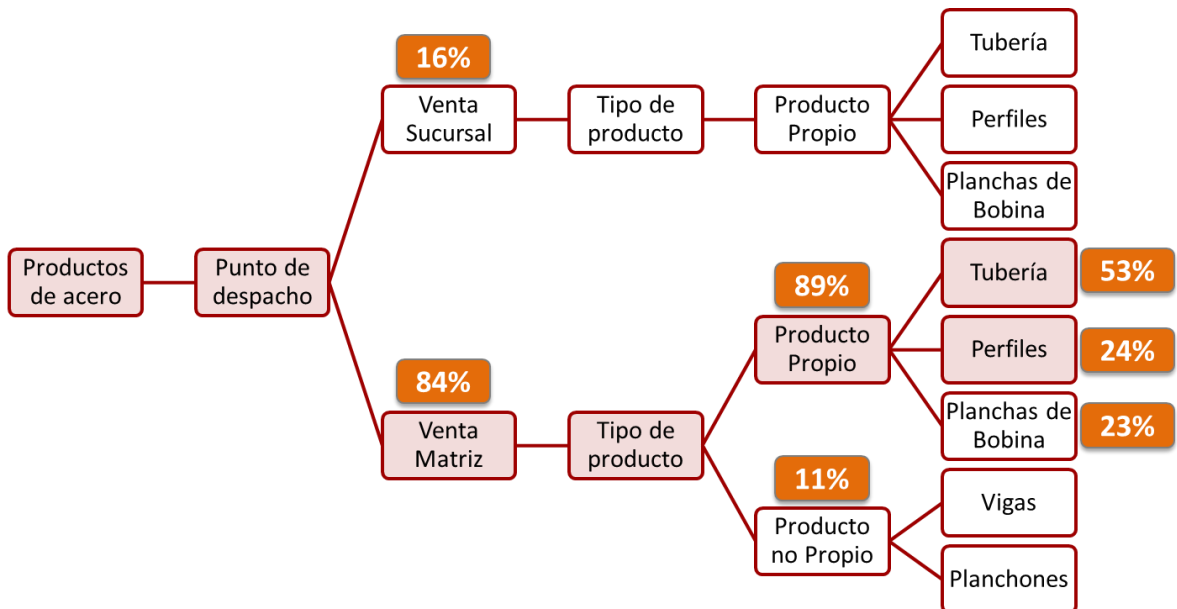 Productos
de acero
Punto de
despacho
16%
Venta
Sucursal
Tipo de
producto
Producto
Propio
Tubería
Perfiles
Planchas de
Bobina
84%
Venta
Matriz
Tipo de
producto
89%
Producto
Propio
Tubería
53%
Perfiles
24%
Planchas de
Bobina
23%
11%
Producto
no Propio
Vigas
Planchones